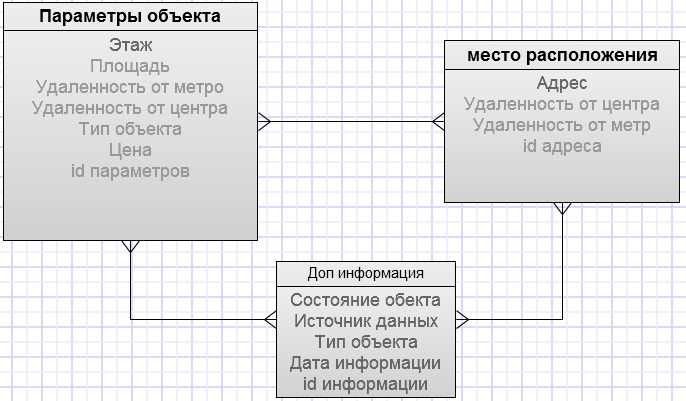 Параметры объекта
Этаж
Площадь
Удаленность от метро
Удаленность от центра
Тип объекта
Цена
id параметров
место расположения
Адрес
Удаленность от центра
Удаленность от метр
id адреса
Доп информация
Состояние обекта
Источник данных
Тип объекта
Дата информации
id информации